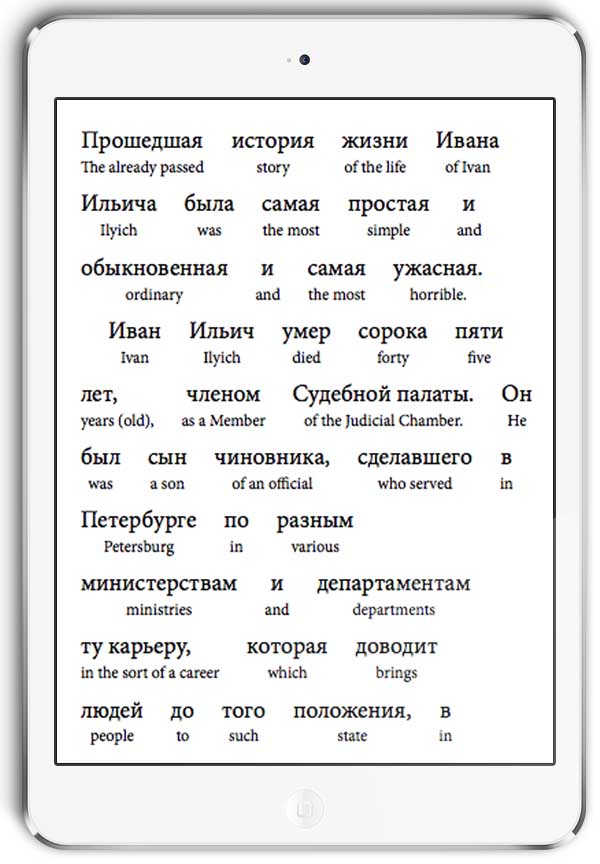 Прошедшая история жизни Ивана
The already passed story of the life of Ivan
Ильича была самая простая и
Ilyich was the most simple and
обыкновенная и самая ужасная.
ordinary and the most horrible.
Иван Ильич умер сорока пяти
Ivan Ilyich died forty five
лет, членом Судебной палаты. Он
years (old), as a Member of the Judicial Chamber. He
был сын чиновника, сделавшего в
was a son of an official who served in
Петербурге по разным
Petersburg in various
министерствам и департаментам
ministries and departments
ту карьеру, которая доводит
in the sort of a career which brings
людей до того положения, в
people to such state in